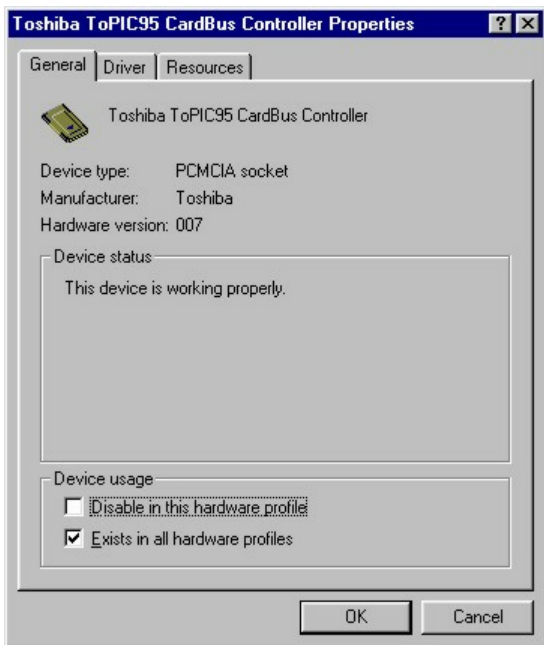 Toshiba ToPIC95 CardBus Controller Properties
General Driver Resources
Toshiba ToPIC95 CardBus Controller
Device type: PCMCIA socket
Manufacturer: Toshiba
Hardware version: 007
Device status
This device is working properly.
Device usage
Disable in this hardware profile
Exists in all hardware profiles
OK Cancel